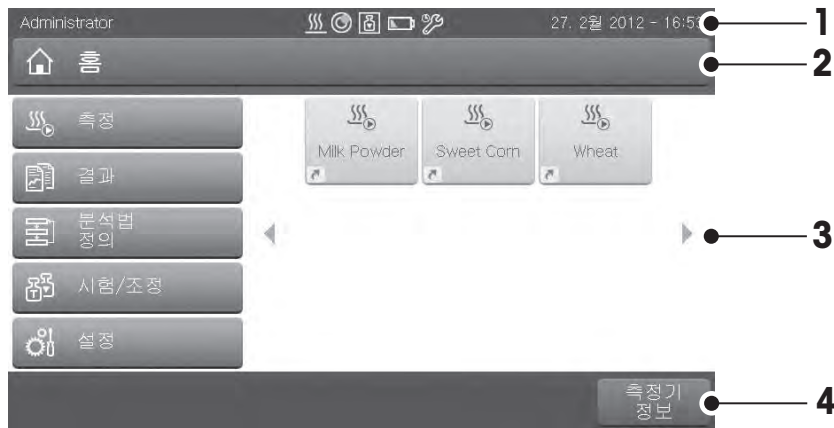 Administrator
27. 2월 2012 - 16:53
1
홈
2
측정
결과
분석법
정의
시험/조정
설정
Milk Powder
Sweet Corn
Wheat
3
측정기
정보
4